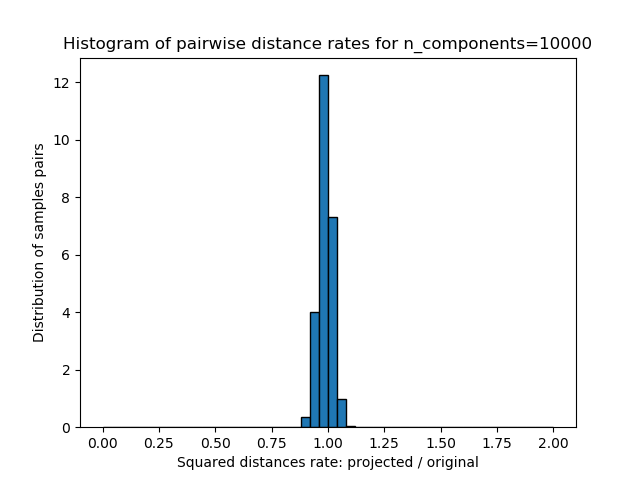 Histogram of pairwise distance rates for n_components=10000
12
10
8
6
4
2
0
Distribution of samples pairs
0.00 0.25 0.50 0.75 1.00 1.25 1.50 1.75 2.00
Squared distances rate: projected / original